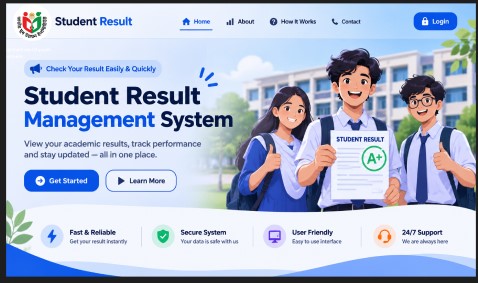 Student Result
Home
About
How It Works
Contact
Login
Check Your Result Easily & Quickly
Student Result
Management System
View your academic results, track performance
and stay updated — all in one place.
Get Started
Learn More
STUDENT RESULT
A+
Fast & Reliable
Get your result instantly
Secure System
Your data is safe with us
User Friendly
Easy to use interface
24/7 Support
We are always here